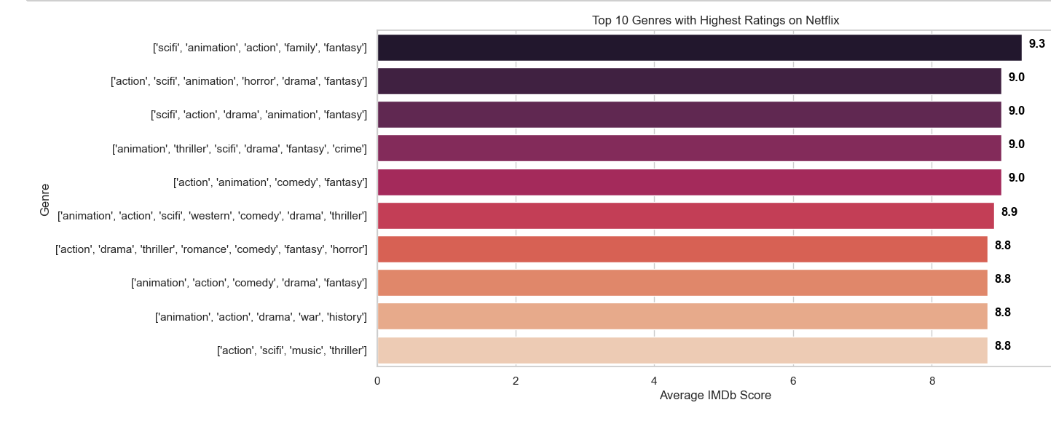 Top 10 Genres with Highest Ratings on Netflix
['scifi', 'animation', 'action', 'family', 'fantasy'] 9.3
['action', 'scifi', 'animation', 'horror', 'drama', 'fantasy'] 9.0
['scifi', 'action', 'drama', 'animation', 'fantasy'] 9.0
['animation', 'thriller', 'scifi', 'drama', 'fantasy', 'crime'] 9.0
['action', 'animation', 'comedy', 'fantasy'] 9.0
Genre
['animation', 'action', 'scifi', 'western', 'comedy', 'drama', 'thriller'] 8.9
['action', 'drama', 'thriller', 'romance', 'comedy', 'fantasy', 'horror'] 8.8
['animation', 'action', 'comedy', 'drama', 'fantasy'] 8.8
['animation', 'action', 'drama', 'war', 'history'] 8.8
['action', 'scifi', 'music', 'thriller'] 8.8
0 2 4 6 8
Average IMDb Score